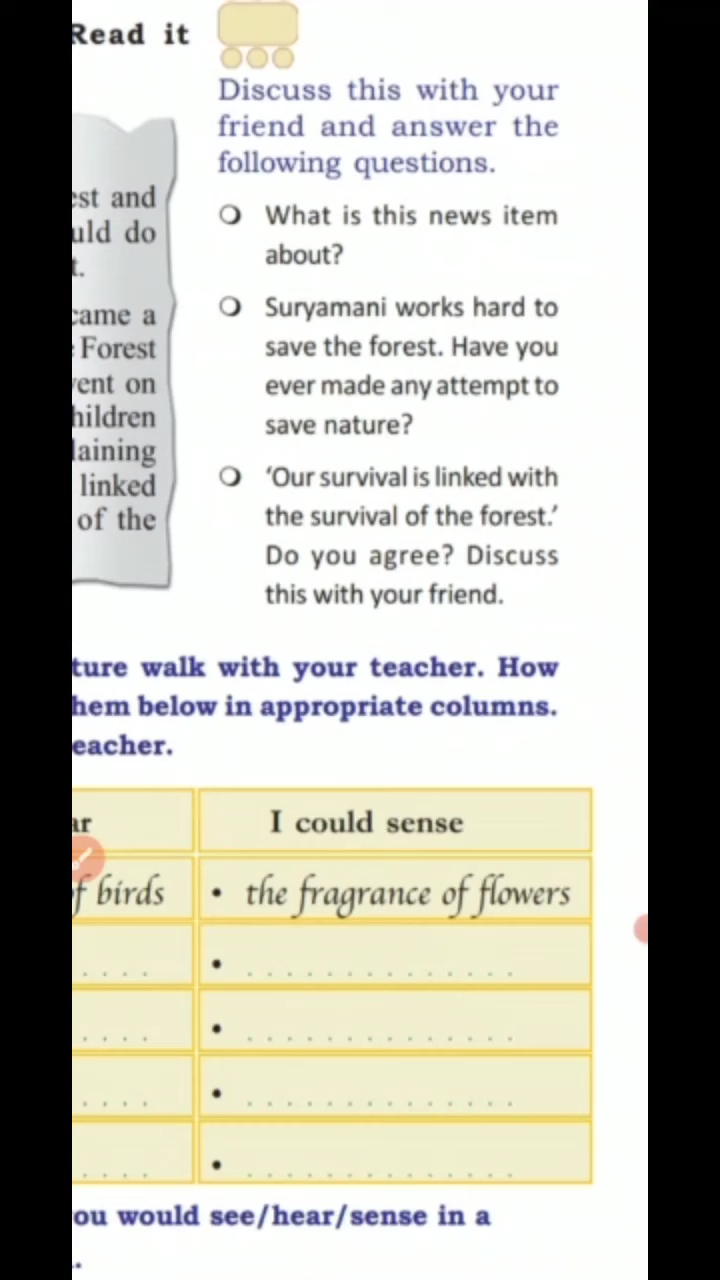 Read it
Discuss this with your
friend and answer the
following questions.
est and
uld do
t.
came a
Forest
ent on
hildren
laining
linked
of the
What is this news item
about?
Suryamani works hard to
save the forest. Have you
ever made any attempt to
save nature?
'Our survival is linked with
the survival of the forest.'
Do you agree? Discuss
this with your friend.
ture walk with your teacher. How
hem below in appropriate columns.
eacher.
ar
I could sense
of birds
• the fragrance of flowers
• . . . . . . . . . . . . . .
• . . . . . . . . . . . . . .
• . . . . . . . . . . . . . .
• . . . . . . . . . . . . . .
ou would see/hear/sense in a